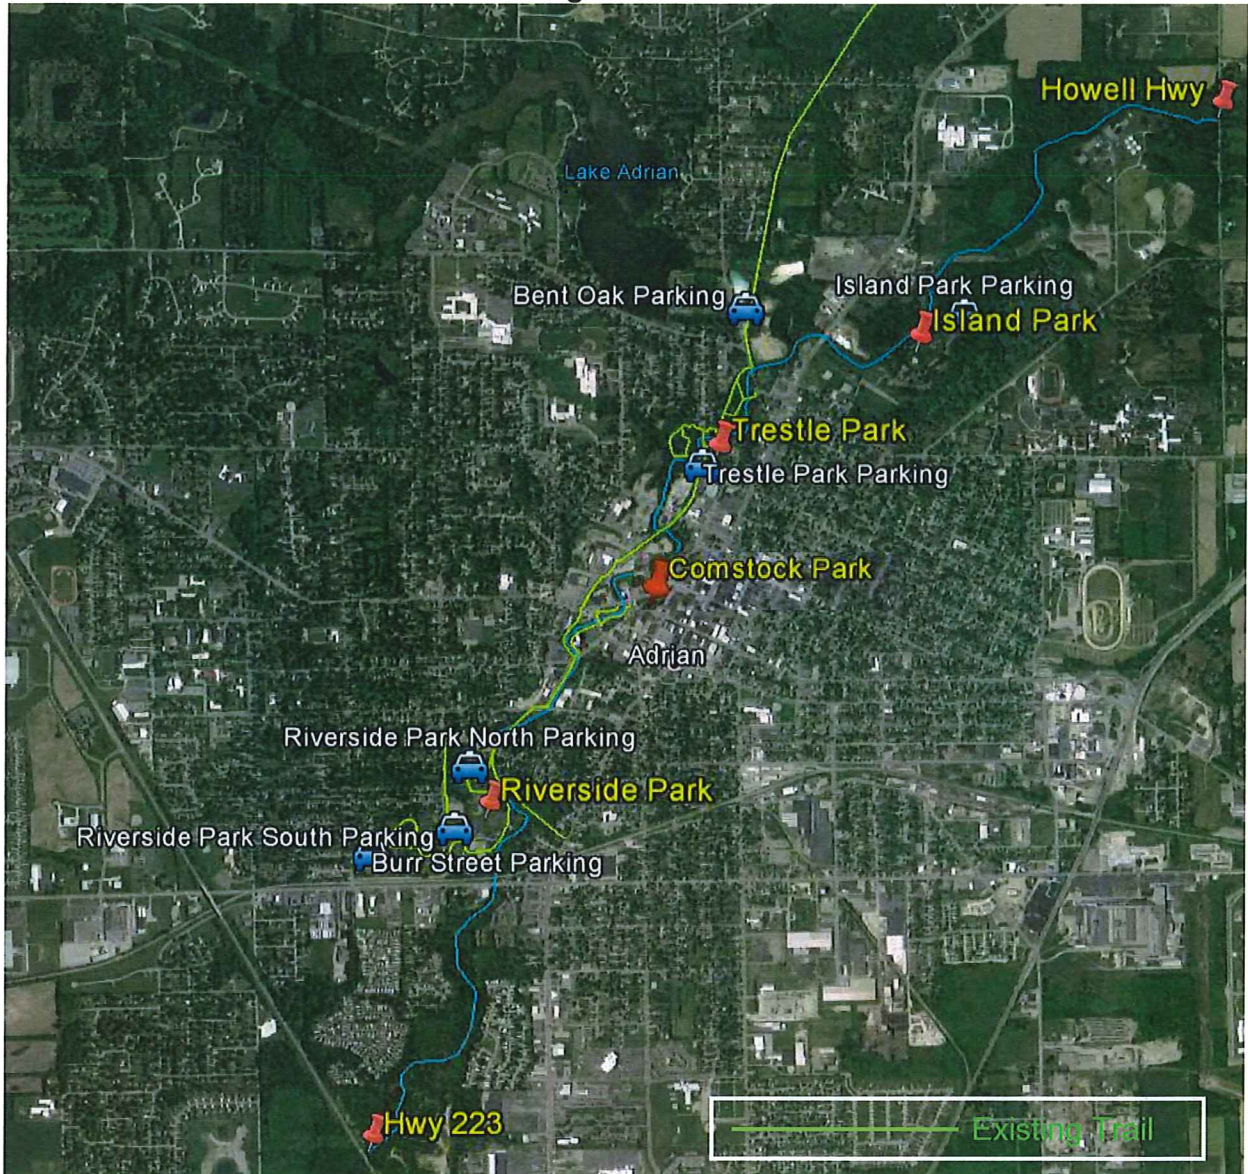 Howell Hwy
Lake Adrian
Island Park Parking
Bent Oak Parking
Island Park
Trestle Park
Trestle Park Parking
Comstock Park
Adrian
Riverside Park North Parking
Riverside Park
Riverside Park South Parking
Burr Street Parking
Hwy 223
Existing Trail